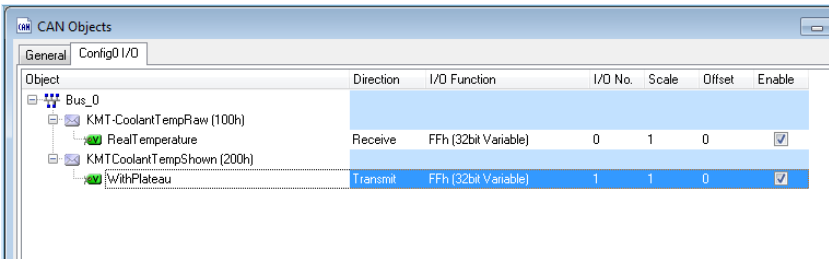 CAN CAN Objects
General Config0 I/O
Object Direction I/O Function I/O No. Scale Offset Enable
Bus_0
KMT-CoolantTempRaw (100h)
RealTemperature Receive FFh (32bit Variable) 0 1 0
KMTCoolantTempShown (200h)
WithPlateau Transmit FFh (32bit Variable) 1 1 0